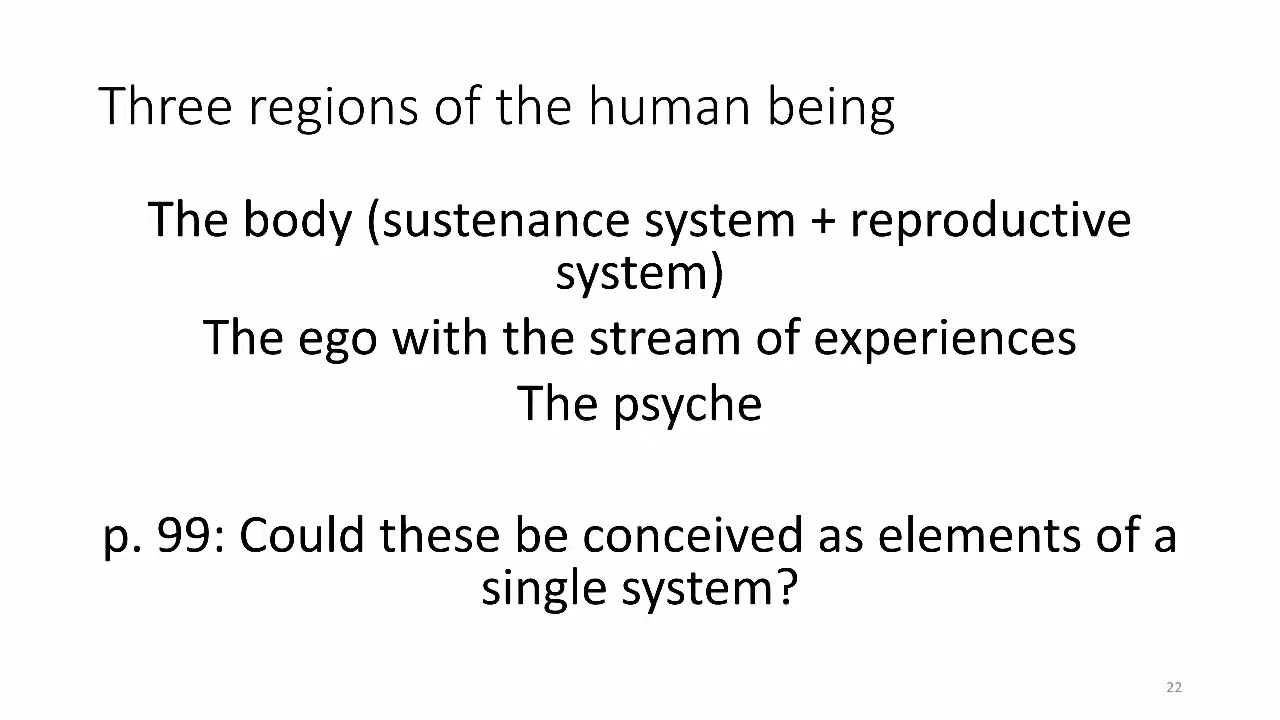 Three regions of the human being
The body (sustenance system + reproductive
system)
The ego with the stream of experiences
The psyche
p. 99: Could these be conceived as elements of a
single system?
22